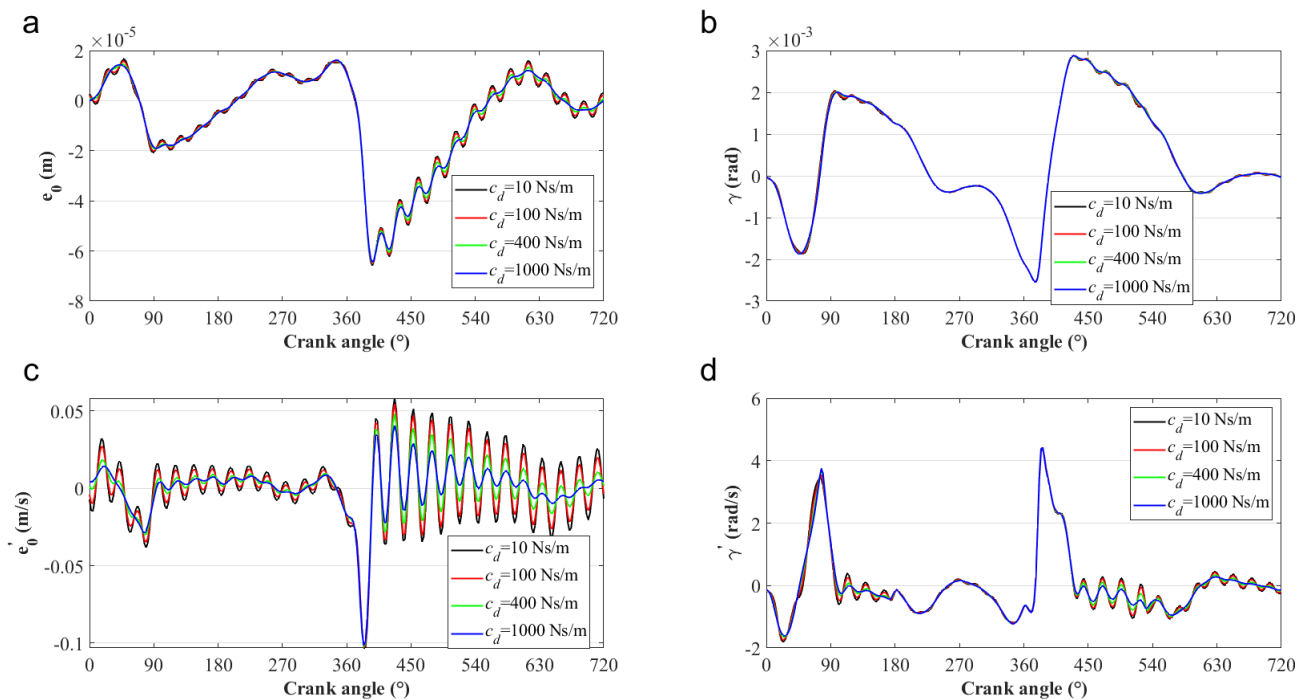 a
×10⁻⁵
2
0
-2
-4
-6
-8
e₀ (m)
0 90 180 270 360 450 540 630 720
Crank angle (°)
c_d=10 Ns/m
c_d=100 Ns/m
c_d=400 Ns/m
c_d=1000 Ns/m
b
×10⁻³
3
2
1
0
-1
-2
-3
γ (rad)
0 90 180 270 360 450 540 630 720
Crank angle (°)
c_d=10 Ns/m
c_d=100 Ns/m
c_d=400 Ns/m
c_d=1000 Ns/m
c
0.05
0
-0.05
-0.1
e₀' (m/s)
0 90 180 270 360 450 540 630 720
Crank angle (°)
c_d=10 Ns/m
c_d=100 Ns/m
c_d=400 Ns/m
c_d=1000 Ns/m
d
6
4
2
0
-2
γ' (rad/s)
0 90 180 270 360 450 540 630 720
Crank angle (°)
c_d=10 Ns/m
c_d=100 Ns/m
c_d=400 Ns/m
c_d=1000 Ns/m